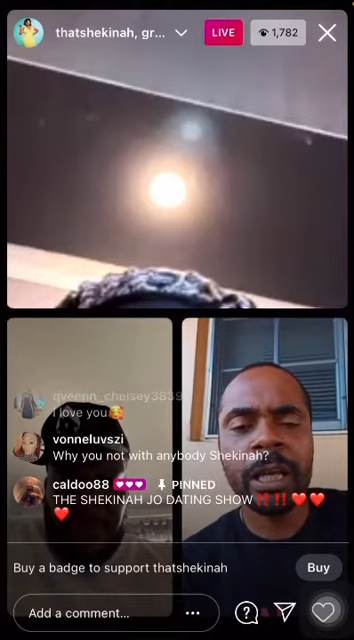 thatshekinah, gr...
LIVE
1,782
qveenn_chelsey3839
I love you🥰
vonneluvszi
Why you not with anybody Shekinah?
caldoo88 PINNED
THE SHEKINAH JO DATING SHOW‼️‼️❤️❤️
❤️
Buy a badge to support thatshekinah
Buy
Add a comment...